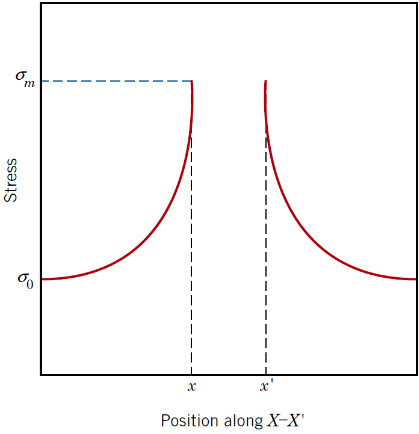 σm
Stress
σ0
x
x'
Position along X–X'